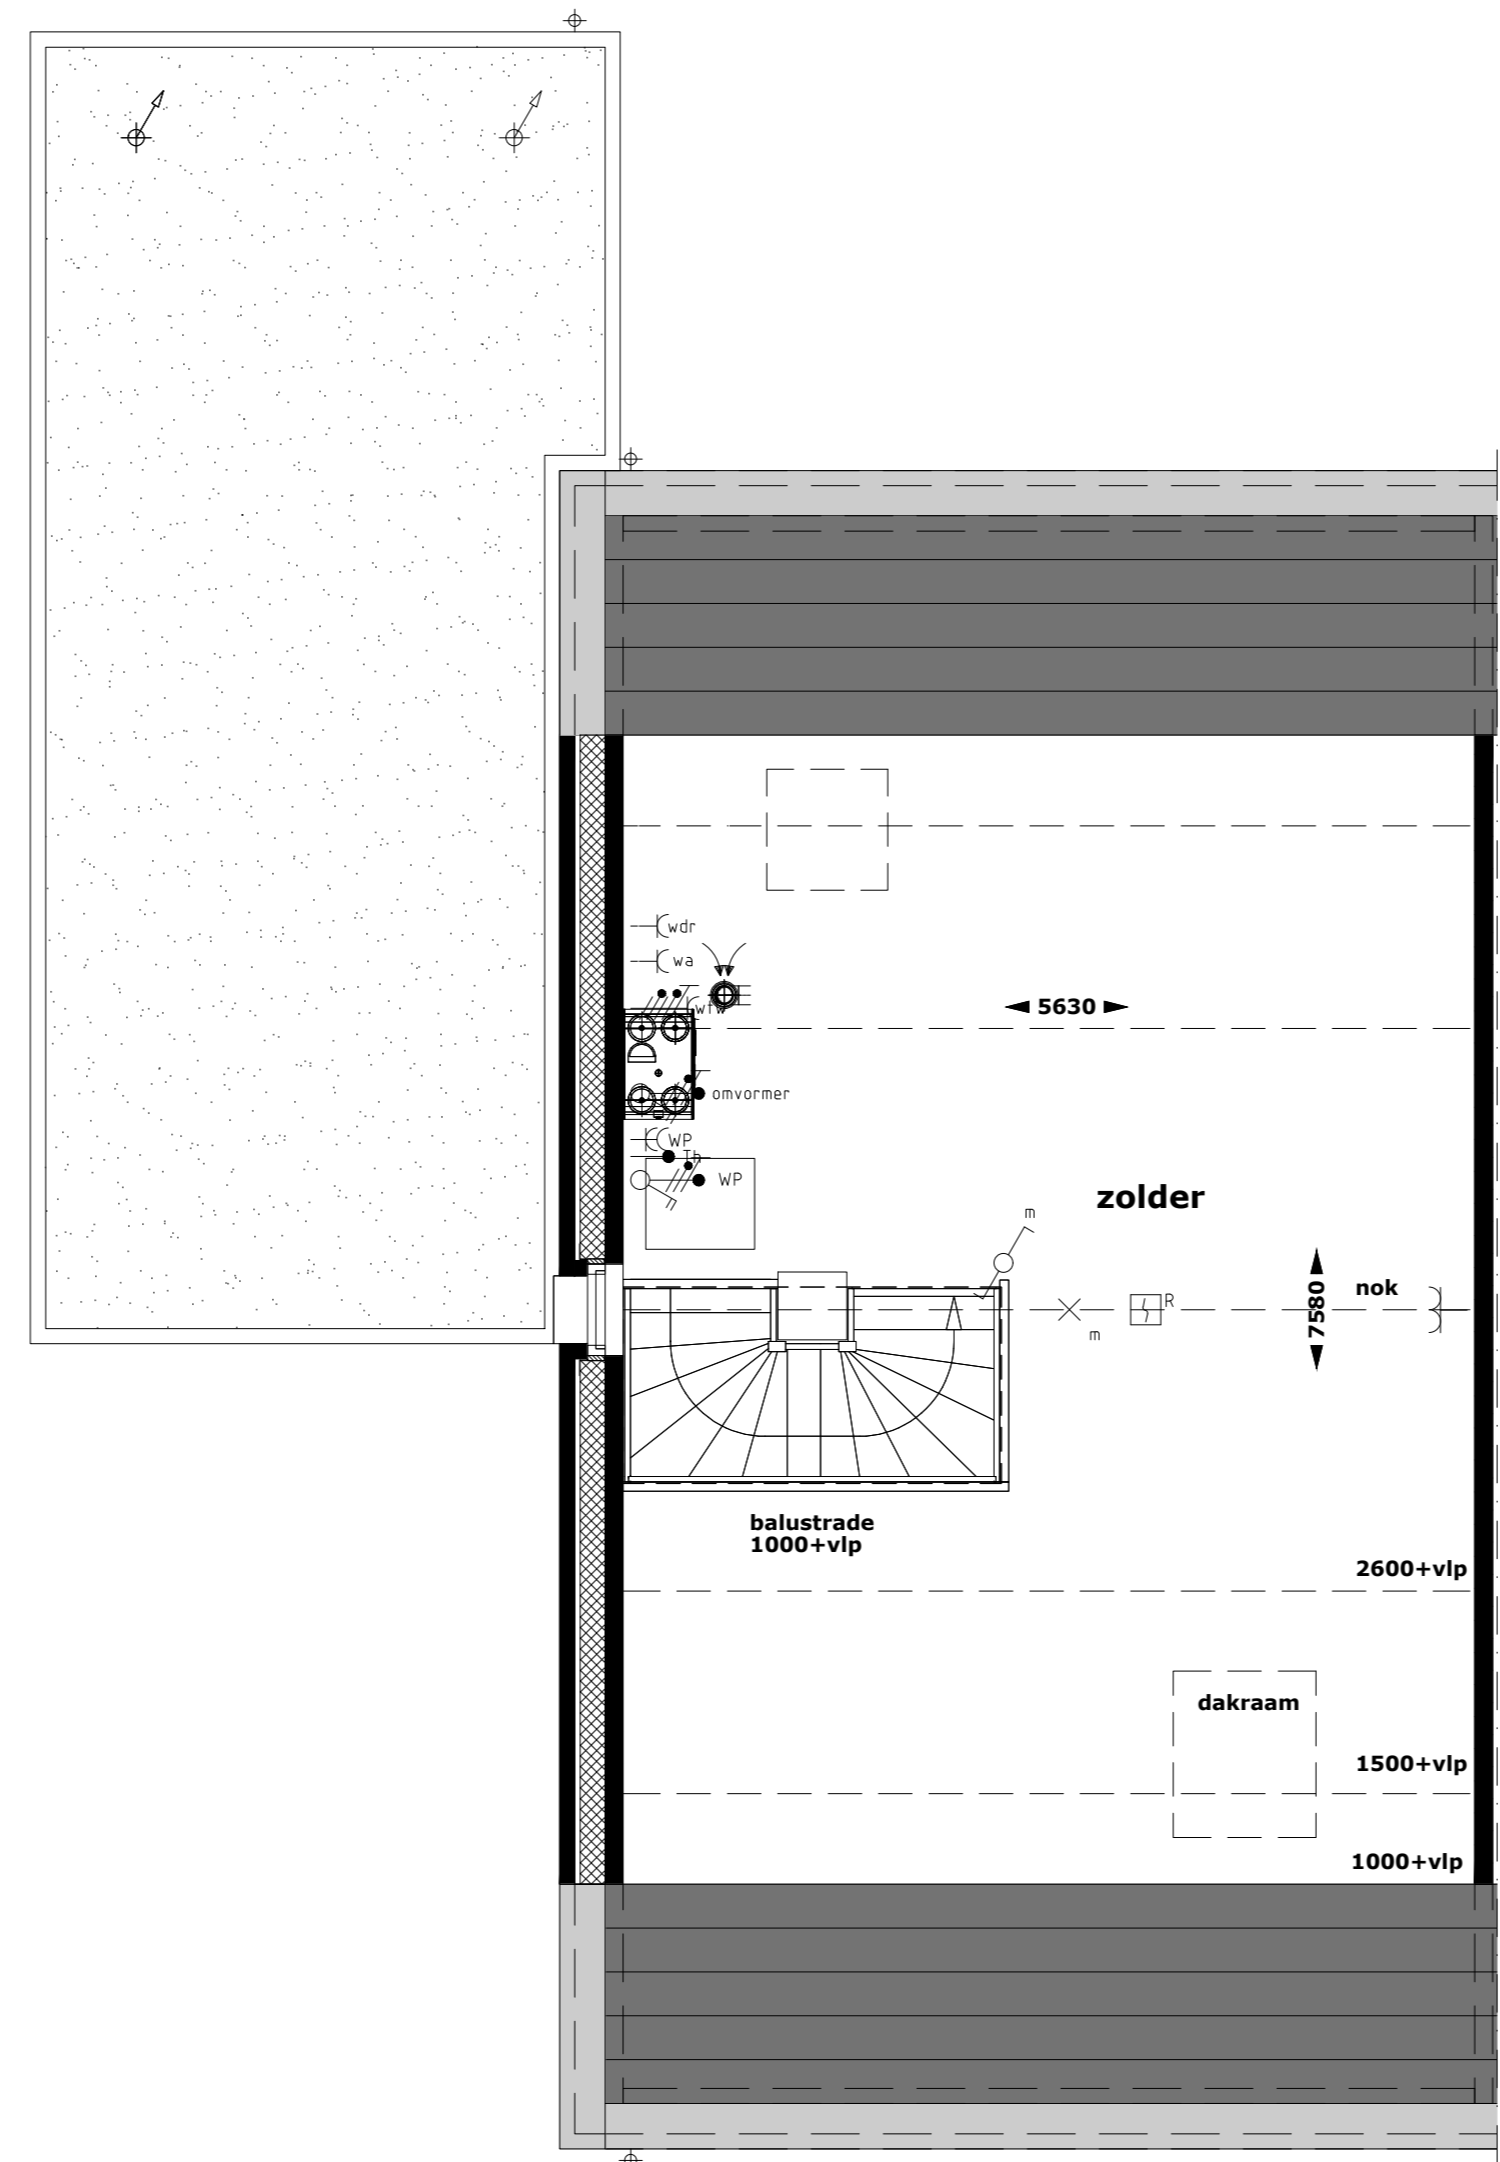 wdr
wa
wtw
5630
omvormer
WP
Th
WP
zolder
m
R
m
7580
nok
balustrade
1000+vlp
2600+vlp
dakraam
1500+vlp
1000+vlp